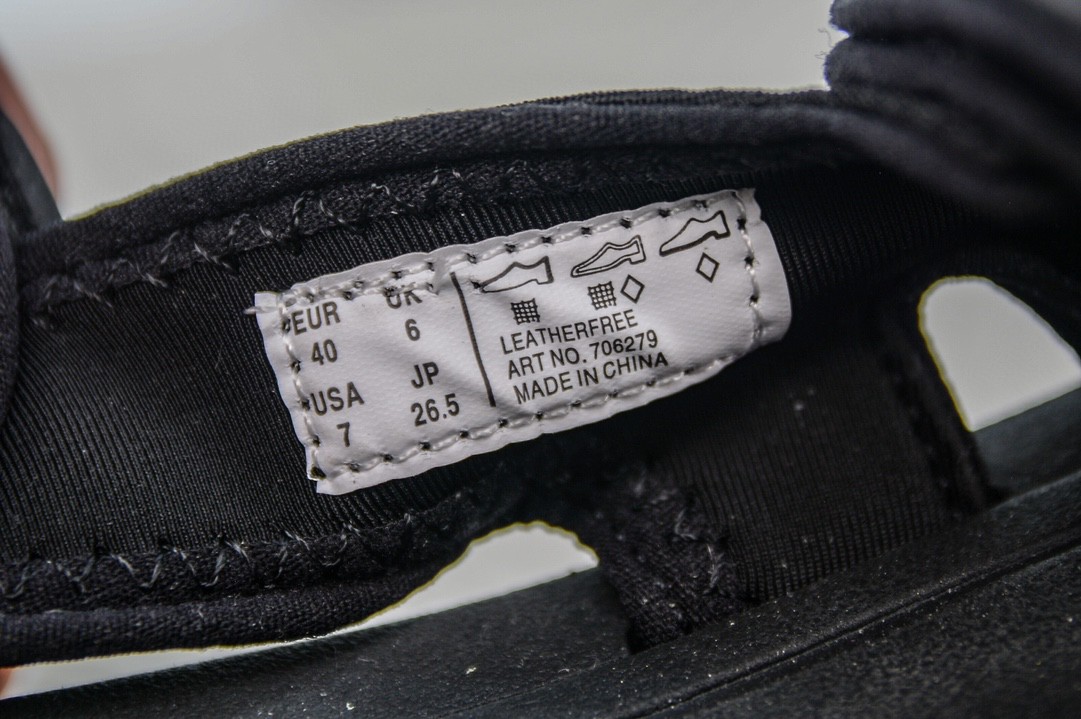 EUR UK
40 6
USA JP
7 26.5
LEATHERFREE
ART NO. 706279
MADE IN CHINA